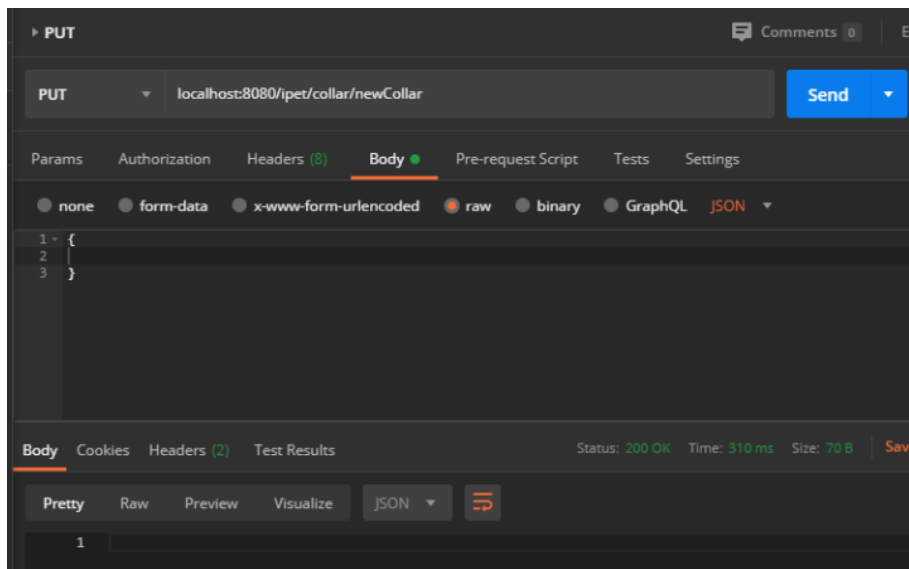 PUT Comments 0 E
PUT localhost:8080/ipet/collar/newCollar Send
Params Authorization Headers (8) Body Pre-request Script Tests Settings
none form-data x-www-form-urlencoded raw binary GraphQL JSON
1 {
2
3 }
Body Cookies Headers (2) Test Results Status: 200 OK Time: 310 ms Size: 70 B Sav
Pretty Raw Preview Visualize JSON
1